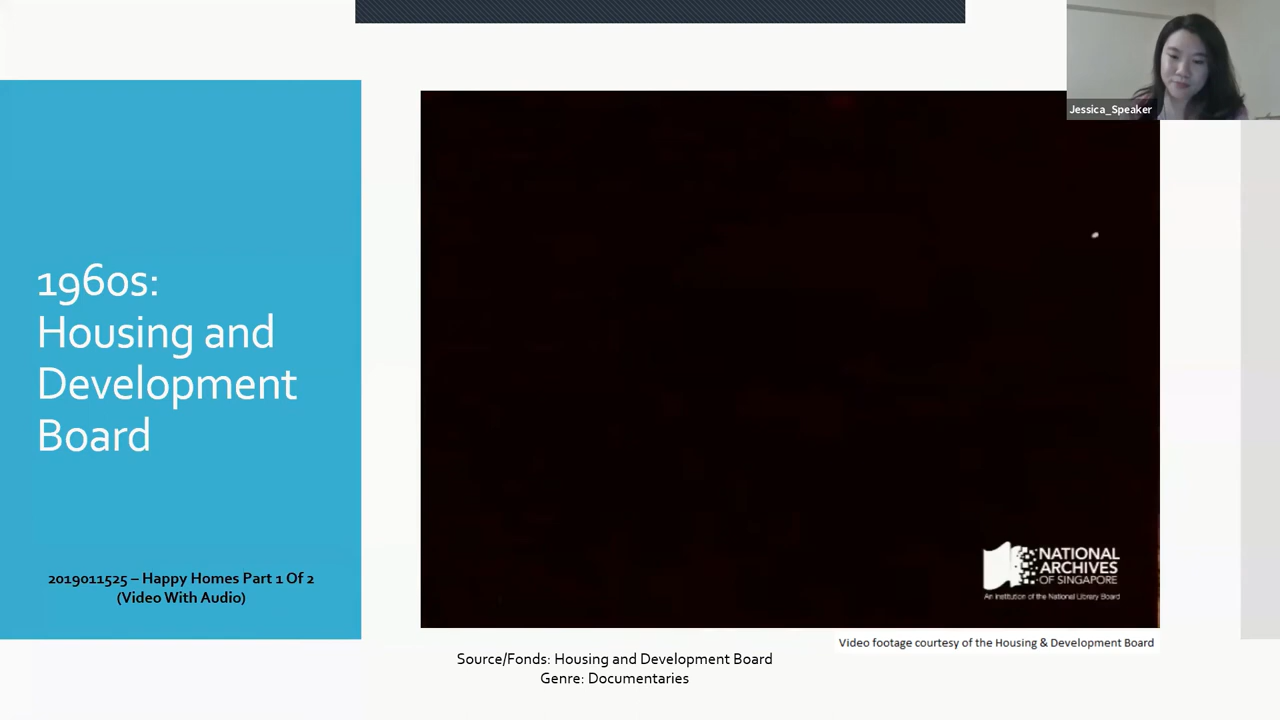 Jessica_Speaker
1960s:
Housing and
Development
Board
2019011525 – Happy Homes Part 1 Of 2
(Video With Audio)
NATIONAL
ARCHIVES
OF SINGAPORE
An Institution of the National Library Board
Video footage courtesy of the Housing & Development Board
Source/Fonds: Housing and Development Board
Genre: Documentaries